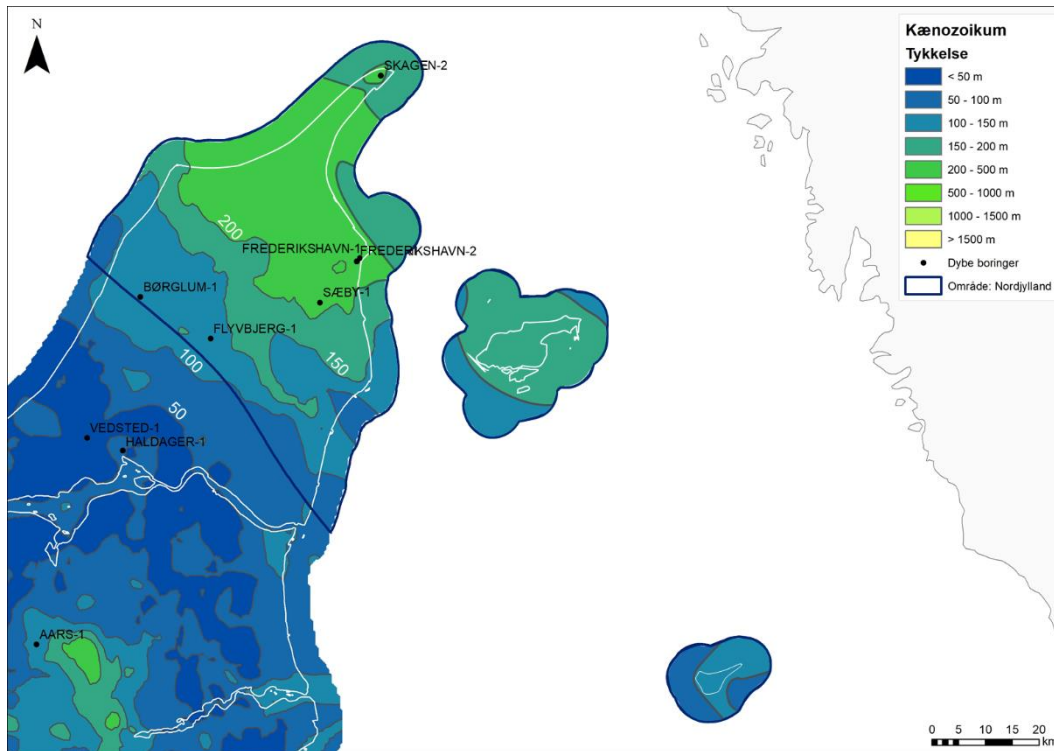 N
SKAGEN-2
200
FREDERIKSHAVN-1
FREDERIKSHAVN-2
BØRGLUM-1
SÆBY-1
FLYVBJERG-1
100
150
50
VEDSTED-1
HALDAGER-1
AARS-1
Kænozoikum
Tykkelse
< 50 m
50 - 100 m
100 - 150 m
150 - 200 m
200 - 500 m
500 - 1000 m
1000 - 1500 m
> 1500 m
Dybe boringer
Område: Nordjylland
0 5 10 15 20
km